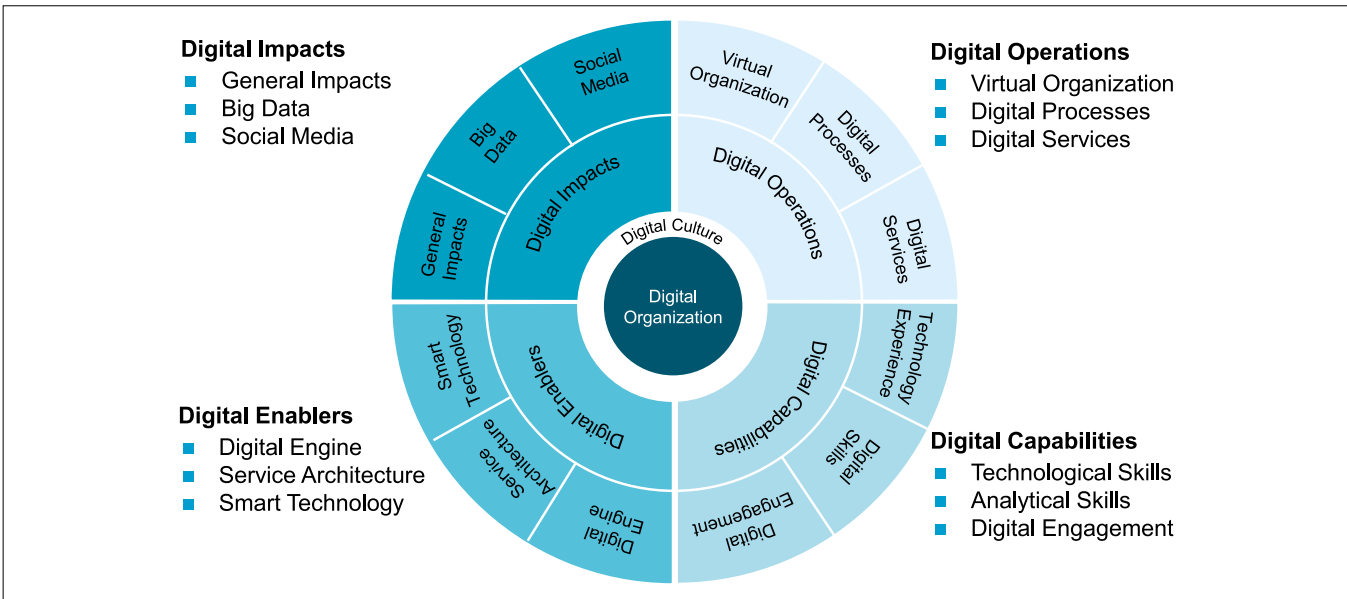 Digital Impacts
General Impacts
Big Data
Social Media
Digital Operations
Virtual Organization
Digital Processes
Digital Services
Social
Media
Big
Data
General
Impacts
Digital Impacts
Virtual
Organization
Digital
Processes
Digital
Services
Digital Operations
Digital Culture
Digital
Organization
Smart
Technology
Service
Architecture
Digital
Engine
Digital Enablers
Technology
Experience
Digital
Skills
Digital
Engagement
Digital Capabilities
Digital Enablers
Digital Engine
Service Architecture
Smart Technology
Digital Capabilities
Technological Skills
Analytical Skills
Digital Engagement